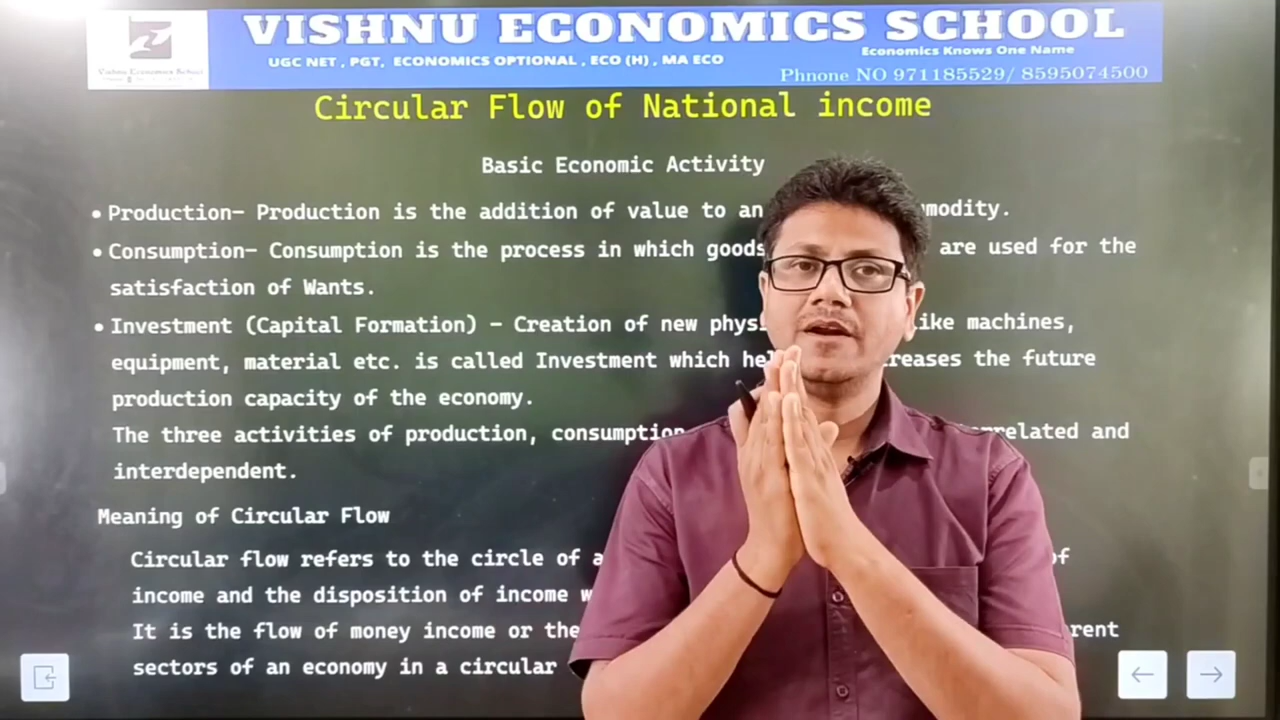 VISHNU ECONOMICS SCHOOL
Economics Knows One Name
UGC NET , PGT, ECONOMICS OPTIONAL , ECO (H) , MA ECO
Phnone NO 971185529/ 8595074500
Vishnu Economics School
Circular Flow of National income
Basic Economic Activity
• Production– Production is the addition of value to an
• Consumption– Consumption is the process in which goods are used for the
satisfaction of Wants.
• Investment (Capital Formation) – Creation of new like machines,
equipment, material etc. is called Investment which the future
production capacity of the economy.
The three activities of production, consumption and
interdependent.
Meaning of Circular Flow
Circular flow refers to the circle of
income and the disposition of income
It is the flow of money income or
sectors of an economy in a circular